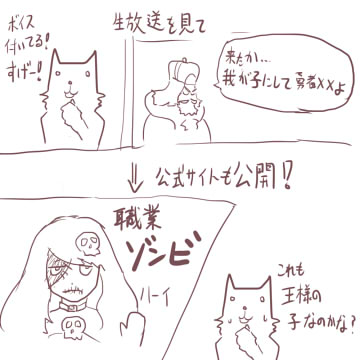 ボイス
付いてる!
すげー!
生放送を見て
来たか…
我が子にして勇者××よ
⇓ 公式サイトも公開!?
職業
ゾンビ
ハーイ
これも
王様の
子なのかな?